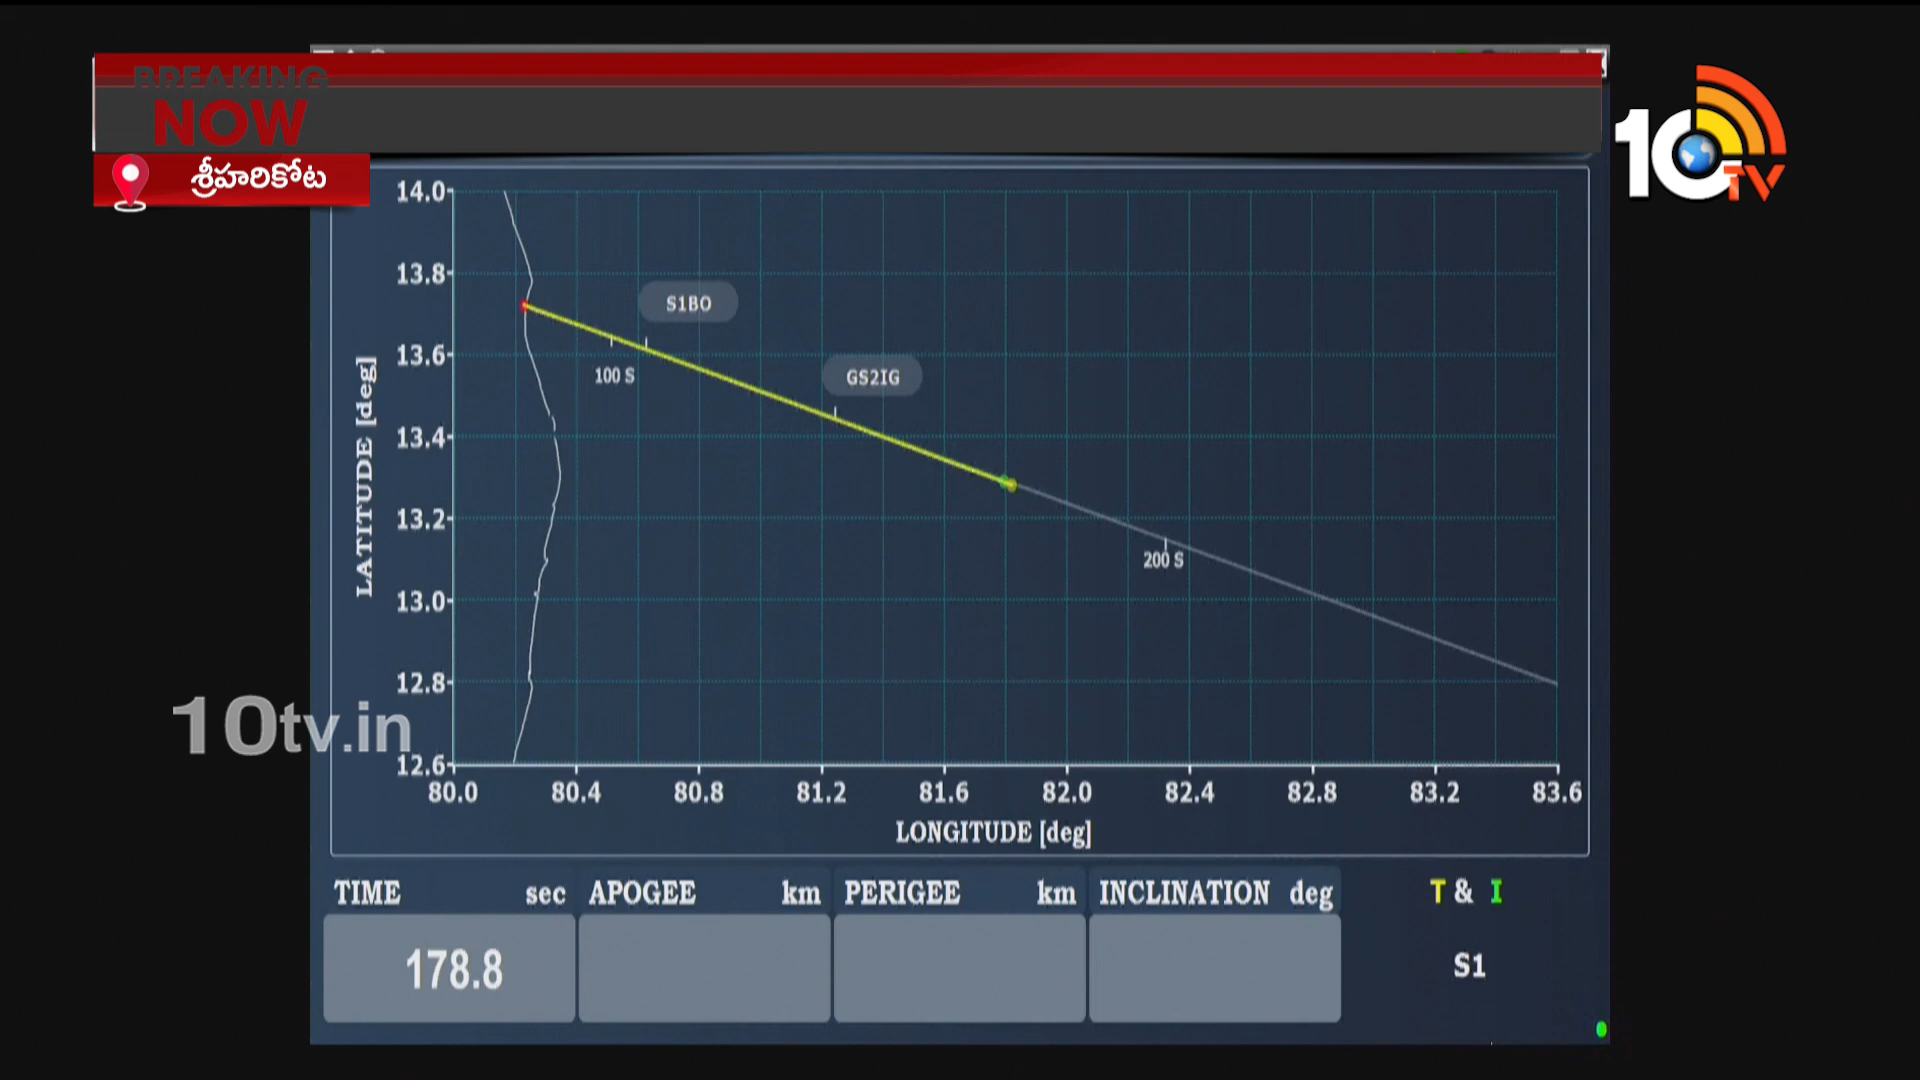 BREAKING
NOW
శ్రీహరికోట
10TV
14.0
13.8
13.6
13.4
13.2
13.0
12.8
12.6
LATITUDE [deg]
S1BO
100 S
GS2IG
200 S
80.0 80.4 80.8 81.2 81.6 82.0 82.4 82.8 83.2 83.6
LONGITUDE [deg]
10tv.in
TIME sec APOGEE km PERIGEE km INCLINATION deg T & I
178.8 S1